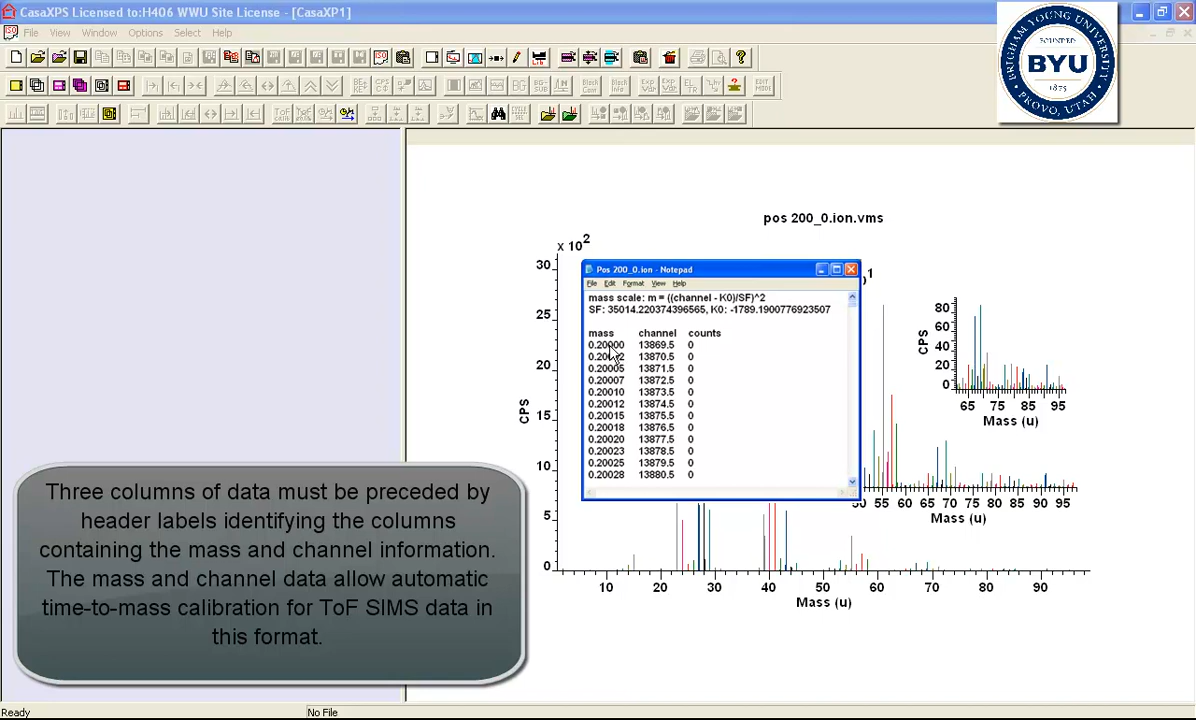 CasaXPS Licensed to:H406 WWU Site License - [CasaXP1]
File View Window Options Select Help
BRIGHAM YOUNG UNIVERSITY
FOUNDED
BYU
1875
PROVO, UTAH
pos 200_0.ion.vms
x 10^2
30
25
20
15
10
5
0
CPS
10 20 30 40 50 60 70 80 90
Mass (u)
Pos 200_0.ion - Notepad
File Edit Format View Help
mass scale: m = ((channel - K0)/SF)^2
SF: 35014.220374396565, K0: -1789.1900776923507
mass channel counts
0.20000 13869.5 0
13870.5 0
0.20005 13871.5 0
0.20007 13872.5 0
0.20010 13873.5 0
0.20012 13874.5 0
0.20015 13875.5 0
0.20018 13876.5 0
0.20020 13877.5 0
0.20023 13878.5 0
0.20025 13879.5 0
0.20028 13880.5 0
80
60
40
20
0
CPS
65 75 85 95
Mass (u)
55 60 65 70 75 80 85 90 95
Mass (u)
Three columns of data must be preceded by
header labels identifying the columns
containing the mass and channel information.
The mass and channel data allow automatic
time-to-mass calibration for ToF SIMS data in
this format.
Ready No File